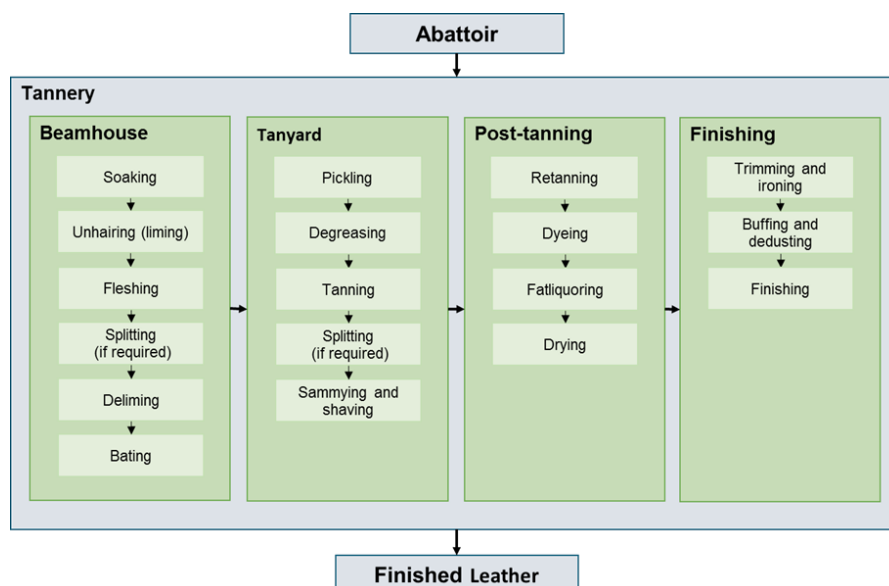 Abattoir
Tannery
Beamhouse
Soaking
Unhairing (liming)
Fleshing
Splitting
(if required)
Deliming
Bating
Tanyard
Pickling
Degreasing
Tanning
Splitting
(if required)
Sammying and
shaving
Post-tanning
Retanning
Dyeing
Fatliquoring
Drying
Finishing
Trimming and
ironing
Buffing and
dedusting
Finishing
Finished Leather